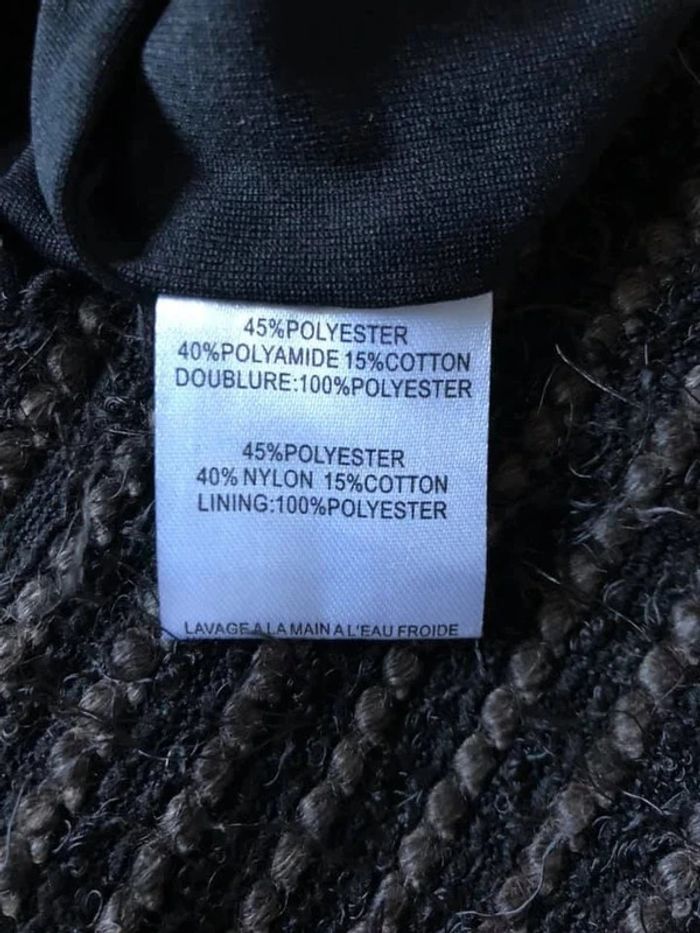 45%POLYESTER
40%POLYAMIDE 15%COTTON
DOUBLURE:100%POLYESTER
45%POLYESTER
40% NYLON 15%COTTON
LINING:100%POLYESTER
LAVAGE A LA MAIN A L'EAU FROIDE